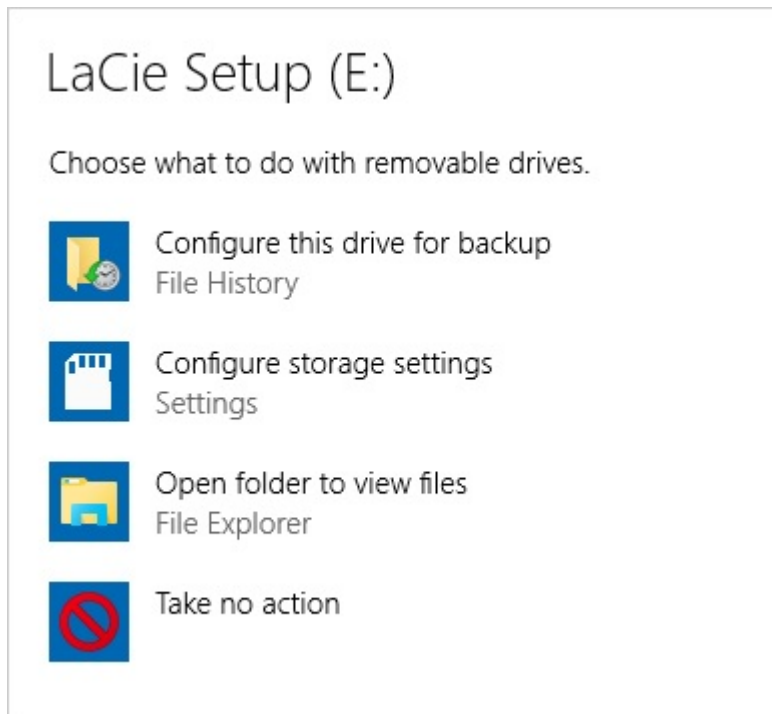 LaCie Setup (E:)
Choose what to do with removable drives.
Configure this drive for backup
File History
Configure storage settings
Settings
Open folder to view files
File Explorer
Take no action